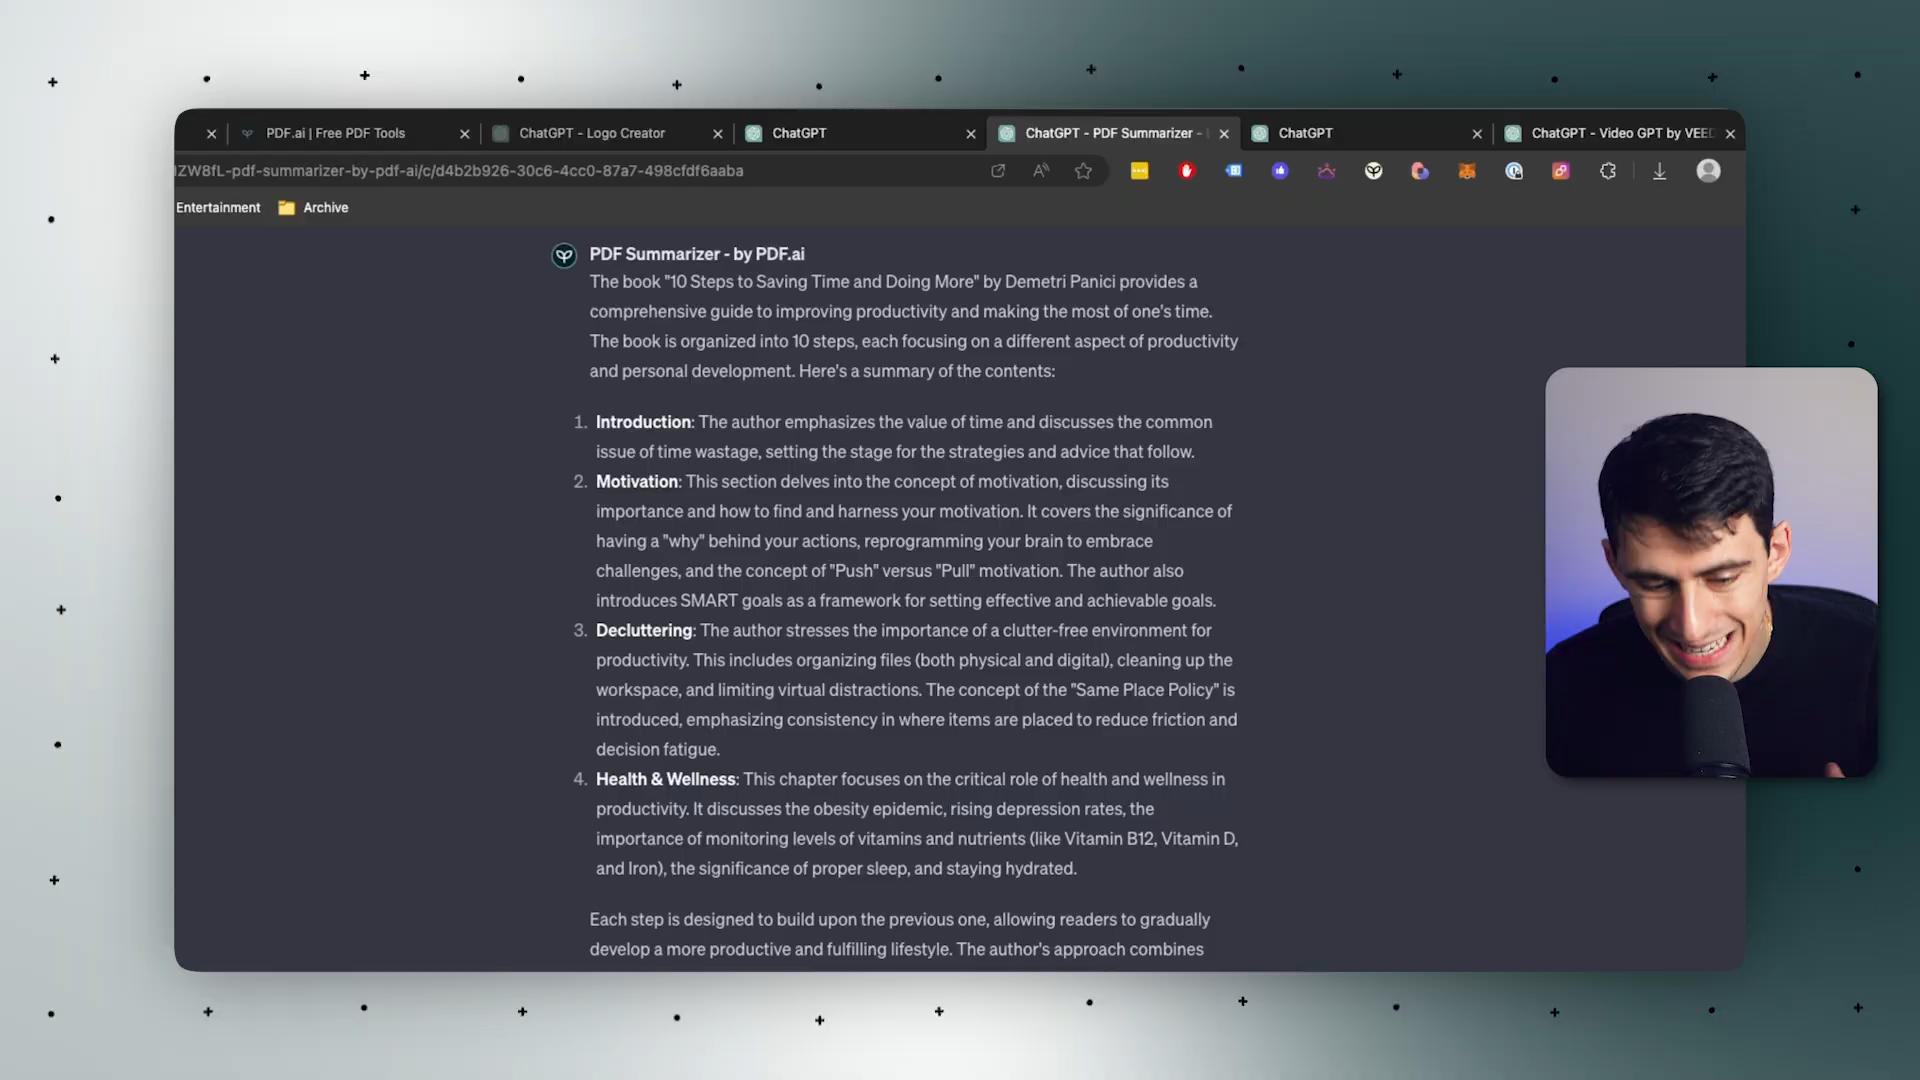 PDF.ai | Free PDF Tools
ChatGPT - Logo Creator
ChatGPT
ChatGPT - PDF Summarizer -
ChatGPT
ChatGPT - Video GPT by VEED
ZW8fL-pdf-summarizer-by-pdf-ai/c/d4b2b926-30c6-4cc0-87a7-498cfdf6aaba
Entertainment
Archive
PDF Summarizer - by PDF.ai
The book "10 Steps to Saving Time and Doing More" by Demetri Panici provides a
comprehensive guide to improving productivity and making the most of one's time.
The book is organized into 10 steps, each focusing on a different aspect of productivity
and personal development. Here's a summary of the contents:
1. Introduction: The author emphasizes the value of time and discusses the common
issue of time wastage, setting the stage for the strategies and advice that follow.
2. Motivation: This section delves into the concept of motivation, discussing its
importance and how to find and harness your motivation. It covers the significance of
having a "why" behind your actions, reprogramming your brain to embrace
challenges, and the concept of "Push" versus "Pull" motivation. The author also
introduces SMART goals as a framework for setting effective and achievable goals.
3. Decluttering: The author stresses the importance of a clutter-free environment for
productivity. This includes organizing files (both physical and digital), cleaning up the
workspace, and limiting virtual distractions. The concept of the "Same Place Policy" is
introduced, emphasizing consistency in where items are placed to reduce friction and
decision fatigue.
4. Health & Wellness: This chapter focuses on the critical role of health and wellness in
productivity. It discusses the obesity epidemic, rising depression rates, the
importance of monitoring levels of vitamins and nutrients (like Vitamin B12, Vitamin D,
and Iron), the significance of proper sleep, and staying hydrated.
Each step is designed to build upon the previous one, allowing readers to gradually
develop a more productive and fulfilling lifestyle. The author's approach combines